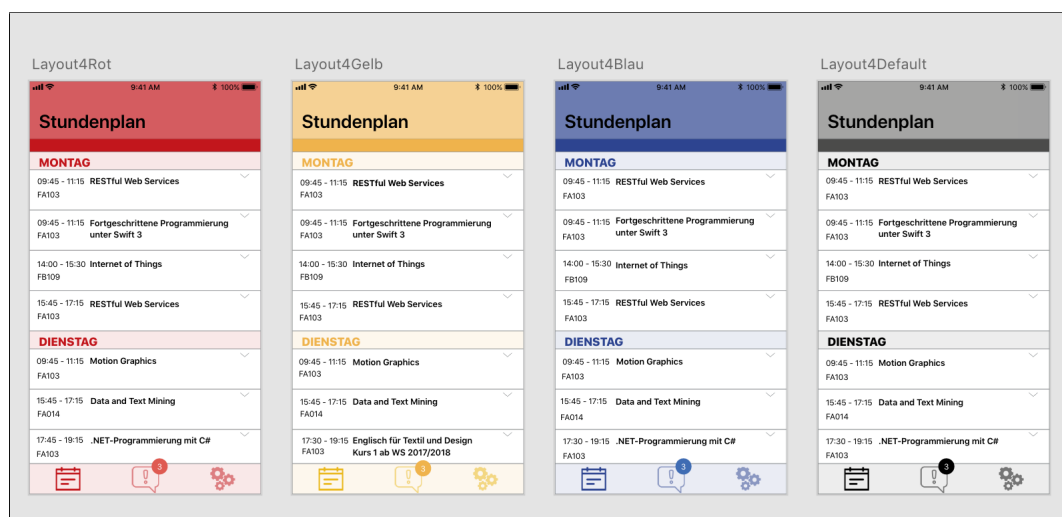 Layout4Rot
9:41 AM
100%
Stundenplan
MONTAG
09:45 - 11:15 RESTful Web Services
FA103
09:45 - 11:15 Fortgeschrittene Programmierung
FA103 unter Swift 3
14:00 - 15:30 Internet of Things
FB109
15:45 - 17:15 RESTful Web Services
FA103
DIENSTAG
09:45 - 11:15 Motion Graphics
FA103
15:45 - 17:15 Data and Text Mining
FA014
17:45 - 19:15 .NET-Programmierung mit C#
FA103
3
Layout4Gelb
9:41 AM
100%
Stundenplan
MONTAG
09:45 - 11:15 RESTful Web Services
FA103
09:45 - 11:15 Fortgeschrittene Programmierung
FA103 unter Swift 3
14:00 - 15:30 Internet of Things
FB109
15:45 - 17:15 RESTful Web Services
FA103
DIENSTAG
09:45 - 11:15 Motion Graphics
FA103
15:45 - 17:15 Data and Text Mining
FA014
17:30 - 19:15 Englisch für Textil und Design
FA103 Kurs 1 ab WS 2017/2018
3
Layout4Blau
9:41 AM
100%
Stundenplan
MONTAG
09:45 - 11:15 RESTful Web Services
FA103
09:45 - 11:15 Fortgeschrittene Programmierung
FA103 unter Swift 3
14:00 - 15:30 Internet of Things
FB109
15:45 - 17:15 RESTful Web Services
FA103
DIENSTAG
09:45 - 11:15 Motion Graphics
FA103
15:45 - 17:15 Data and Text Mining
FA014
17:30 - 19:15 .NET-Programmierung mit C#
FA103
3
Layout4Default
9:41 AM
100%
Stundenplan
MONTAG
09:45 - 11:15 RESTful Web Services
FA103
09:45 - 11:15 Fortgeschrittene Programmierung
FA103 unter Swift 3
14:00 - 15:30 Internet of Things
FB109
15:45 - 17:15 RESTful Web Services
FA103
DIENSTAG
09:45 - 11:15 Motion Graphics
FA103
15:45 - 17:15 Data and Text Mining
FA014
17:30 - 19:15 .NET-Programmierung mit C#
FA103
3